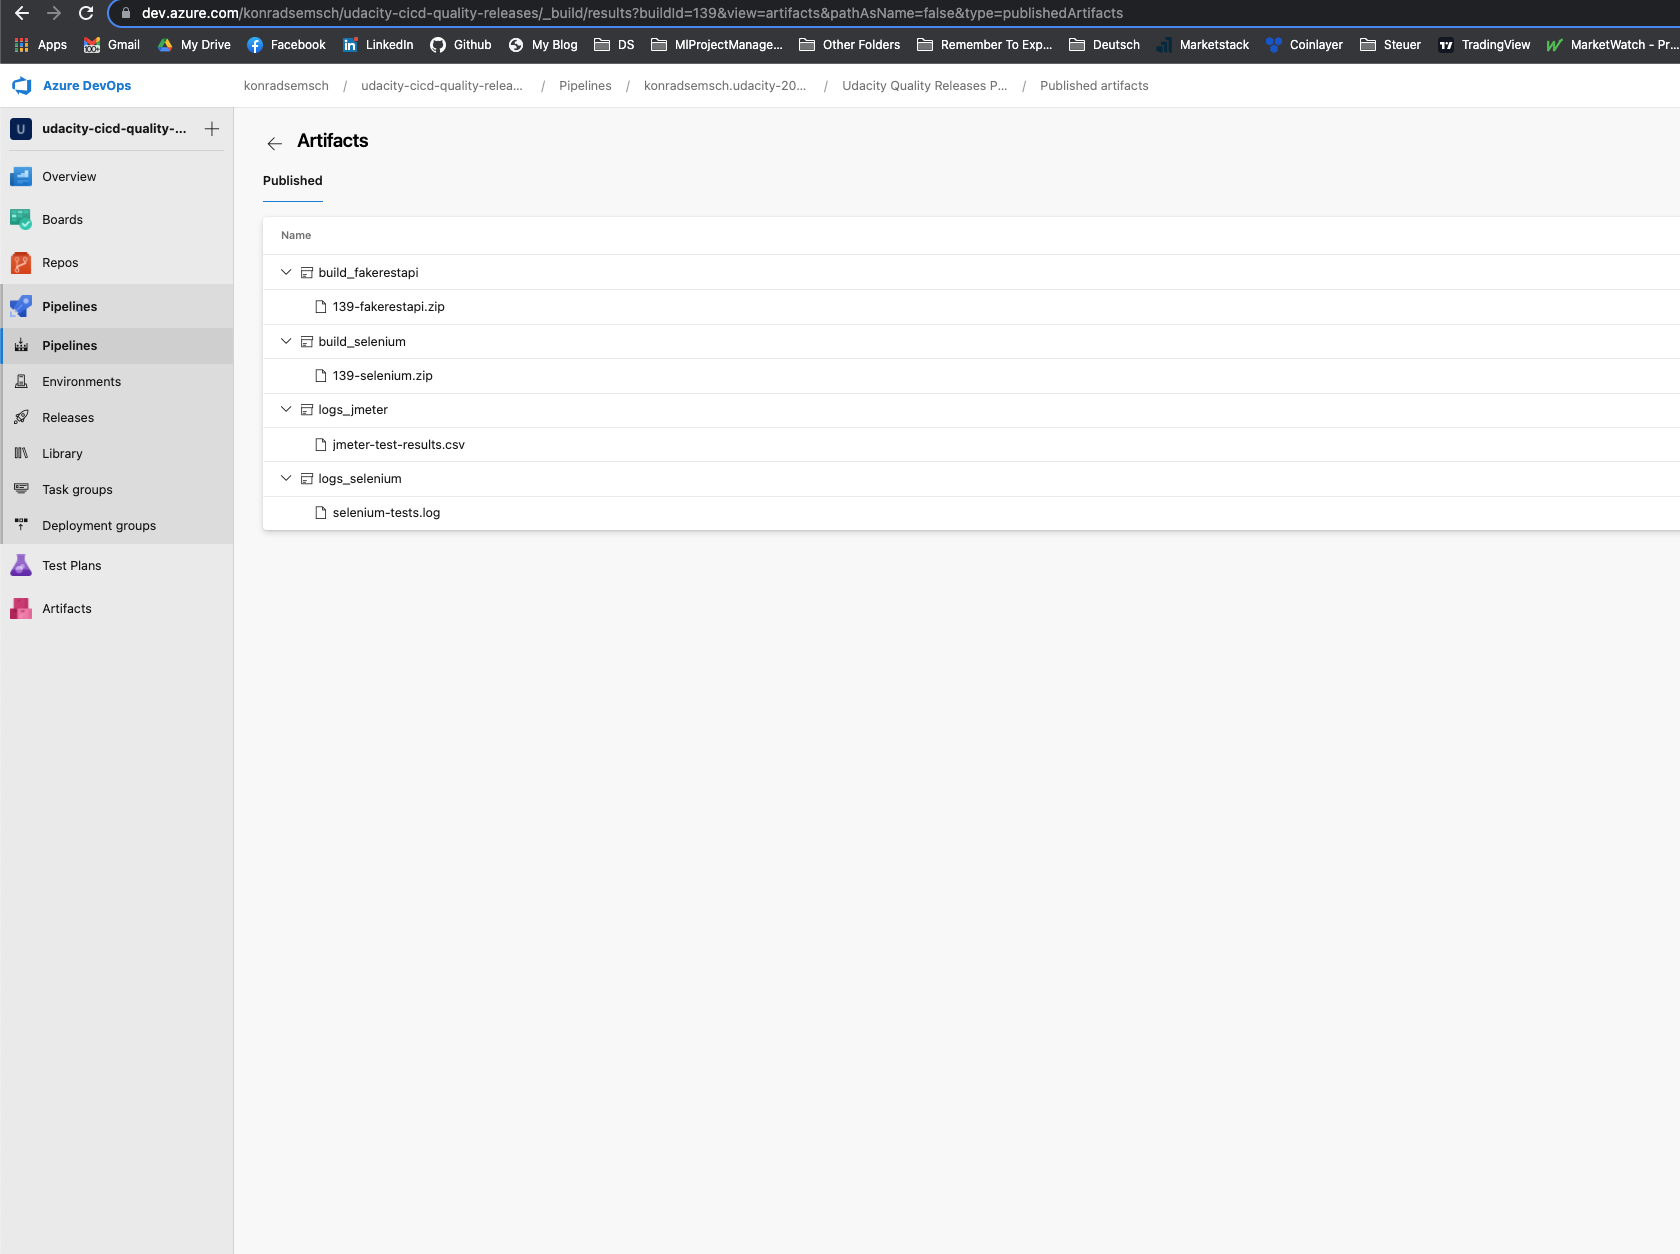 dev.azure.com/konradsemsch/udacity-cicd-quality-releases/_build/results?buildId=139&view=artifacts&pathAsName=false&type=publishedArtifacts
Apps Gmail My Drive Facebook LinkedIn Github My Blog DS MIProjectManage... Other Folders Remember To Exp... Deutsch Marketstack Coinlayer Steuer TradingView MarketWatch - Pr...
Azure DevOps konradsemsch / udacity-cicd-quality-relea... / Pipelines / konradsemsch.udacity-20... / Udacity Quality Releases P... / Published artifacts
U udacity-cicd-quality-...
Overview
Boards
Repos
Pipelines
Pipelines
Environments
Releases
Library
Task groups
Deployment groups
Test Plans
Artifacts
Artifacts
Published
Name
build_fakerestapi
139-fakerestapi.zip
build_selenium
139-selenium.zip
logs_jmeter
jmeter-test-results.csv
logs_selenium
selenium-tests.log